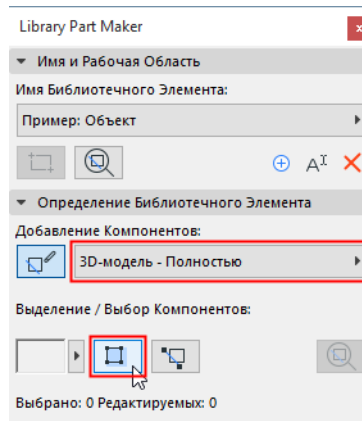 Library Part Maker
Имя и Рабочая Область
Имя Библиотечного Элемента:
Пример: Объект
Определение Библиотечного Элемента
Добавление Компонентов:
3D-модель - Полностью
Выделение / Выбор Компонентов:
Выбрано: 0 Редактируемых: 0